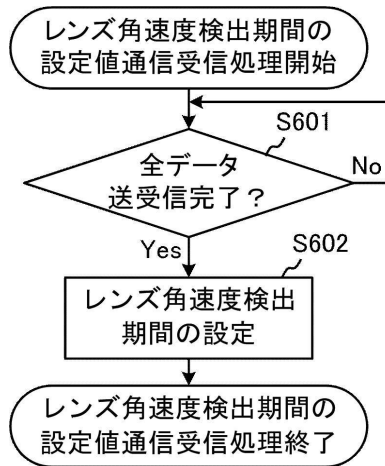 レンズ角速度検出期間の
設定値通信受信処理開始
S601
全データ
送受信完了？
No
Yes
S602
レンズ角速度検出
期間の設定
レンズ角速度検出期間の
設定値通信受信処理終了